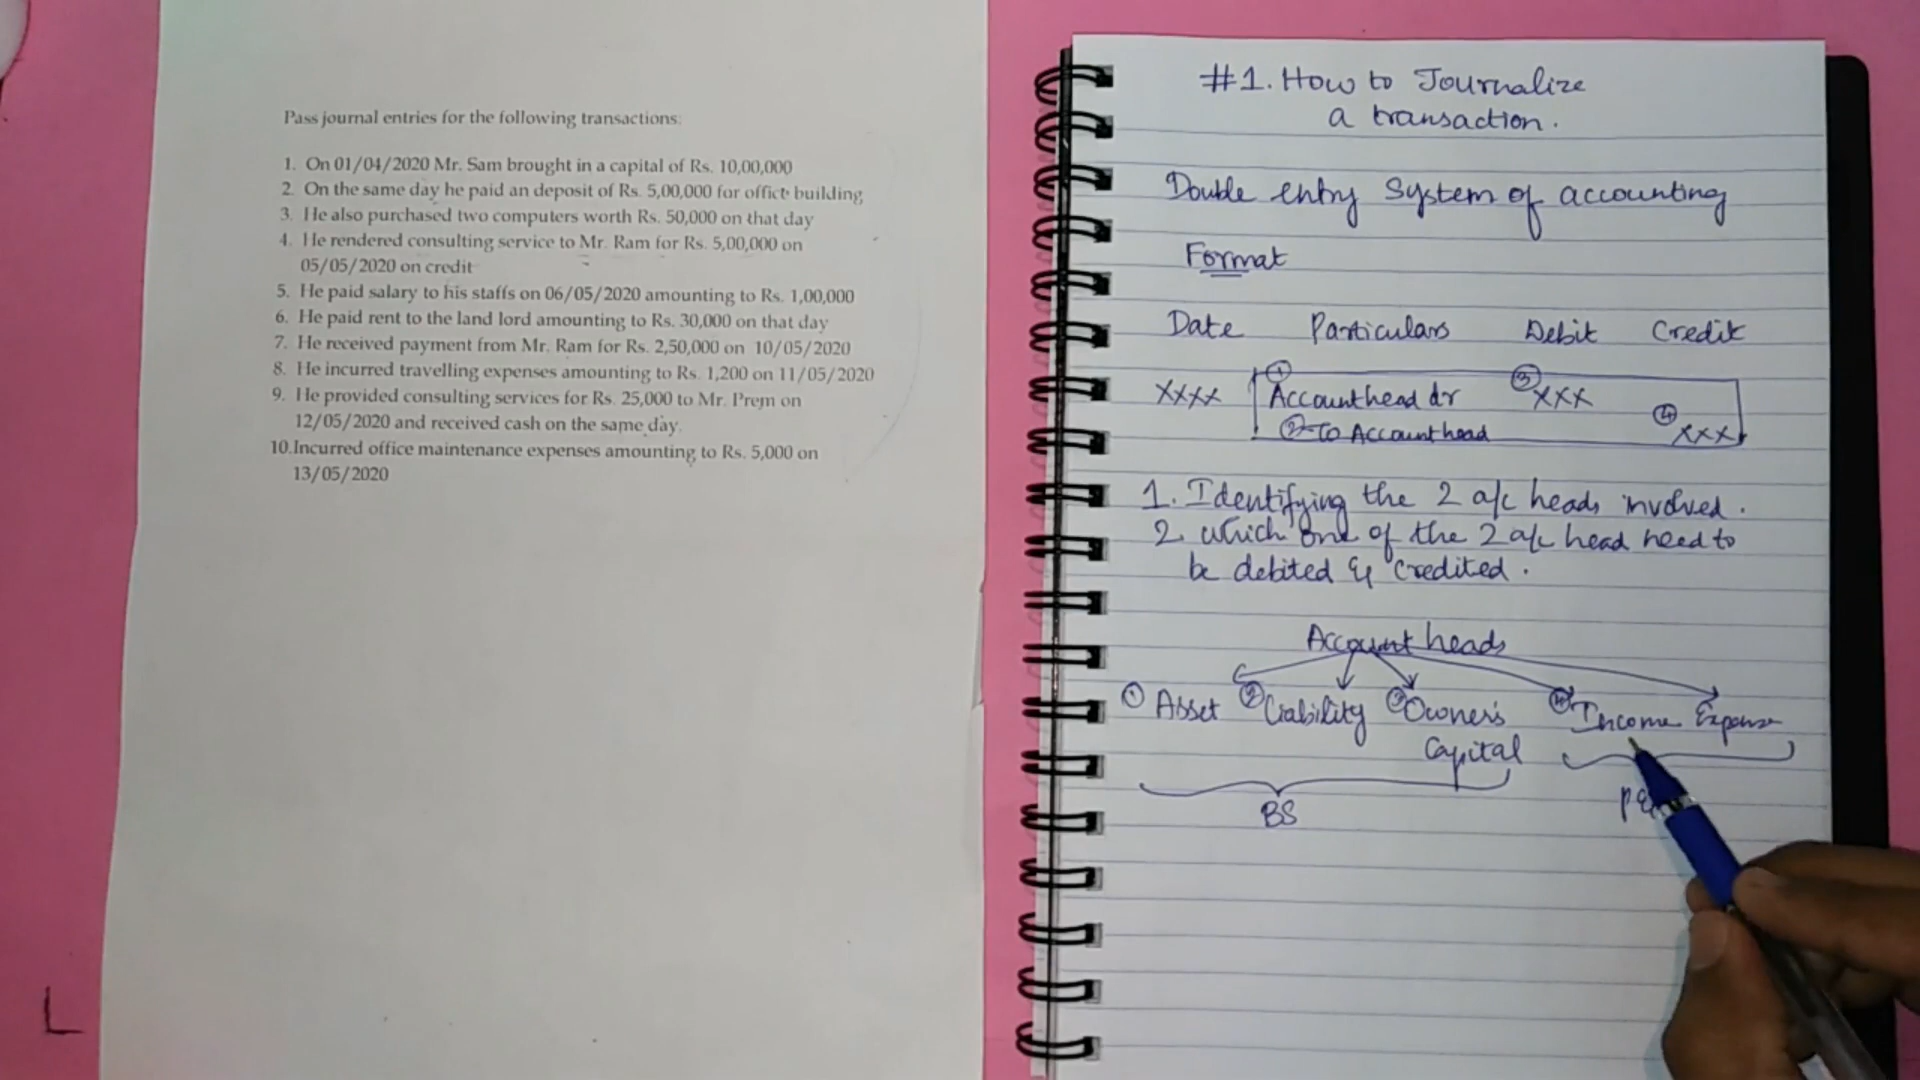 Pass journal entries for the following transactions:
1. On 01/04/2020 Mr. Sam brought in a capital of Rs. 10,00,000
2. On the same day he paid an deposit of Rs. 5,00,000 for office building
3. He also purchased two computers worth Rs. 50,000 on that day
4. He rendered consulting service to Mr. Ram for Rs. 5,00,000 on
05/05/2020 on credit
5. He paid salary to his staffs on 06/05/2020 amounting to Rs. 1,00,000
6. He paid rent to the land lord amounting to Rs. 30,000 on that day
7. He received payment from Mr. Ram for Rs. 2,50,000 on 10/05/2020
8. He incurred travelling expenses amounting to Rs. 1,200 on 11/05/2020
9. He provided consulting services for Rs. 25,000 to Mr. Prem on
12/05/2020 and received cash on the same day.
10.Incurred office maintenance expenses amounting to Rs. 5,000 on
13/05/2020
#1. How to Journalize
a transaction.
Double entry System of accounting
Format
Date Particulars Debit Credit
① ③
XXXX Account head dr XXX
④
② To Account head XXX
1. Identifying the 2 a/c heads involved.
2. which one of the 2 a/c head need to
be debited & credited.
Account heads
① Asset ② Liability ③ Owner's ④ Income Expense
Capital
BS P&